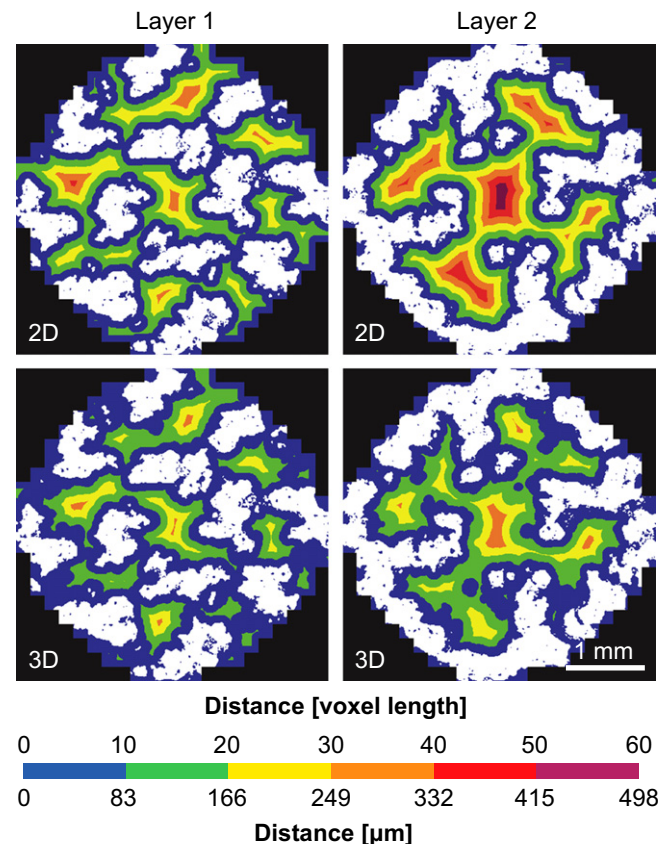 Layer 1 Layer 2
2D 2D
3D 3D
1 mm
Distance [voxel length]
0 10 20 30 40 50 60
0 83 166 249 332 415 498
Distance [µm]